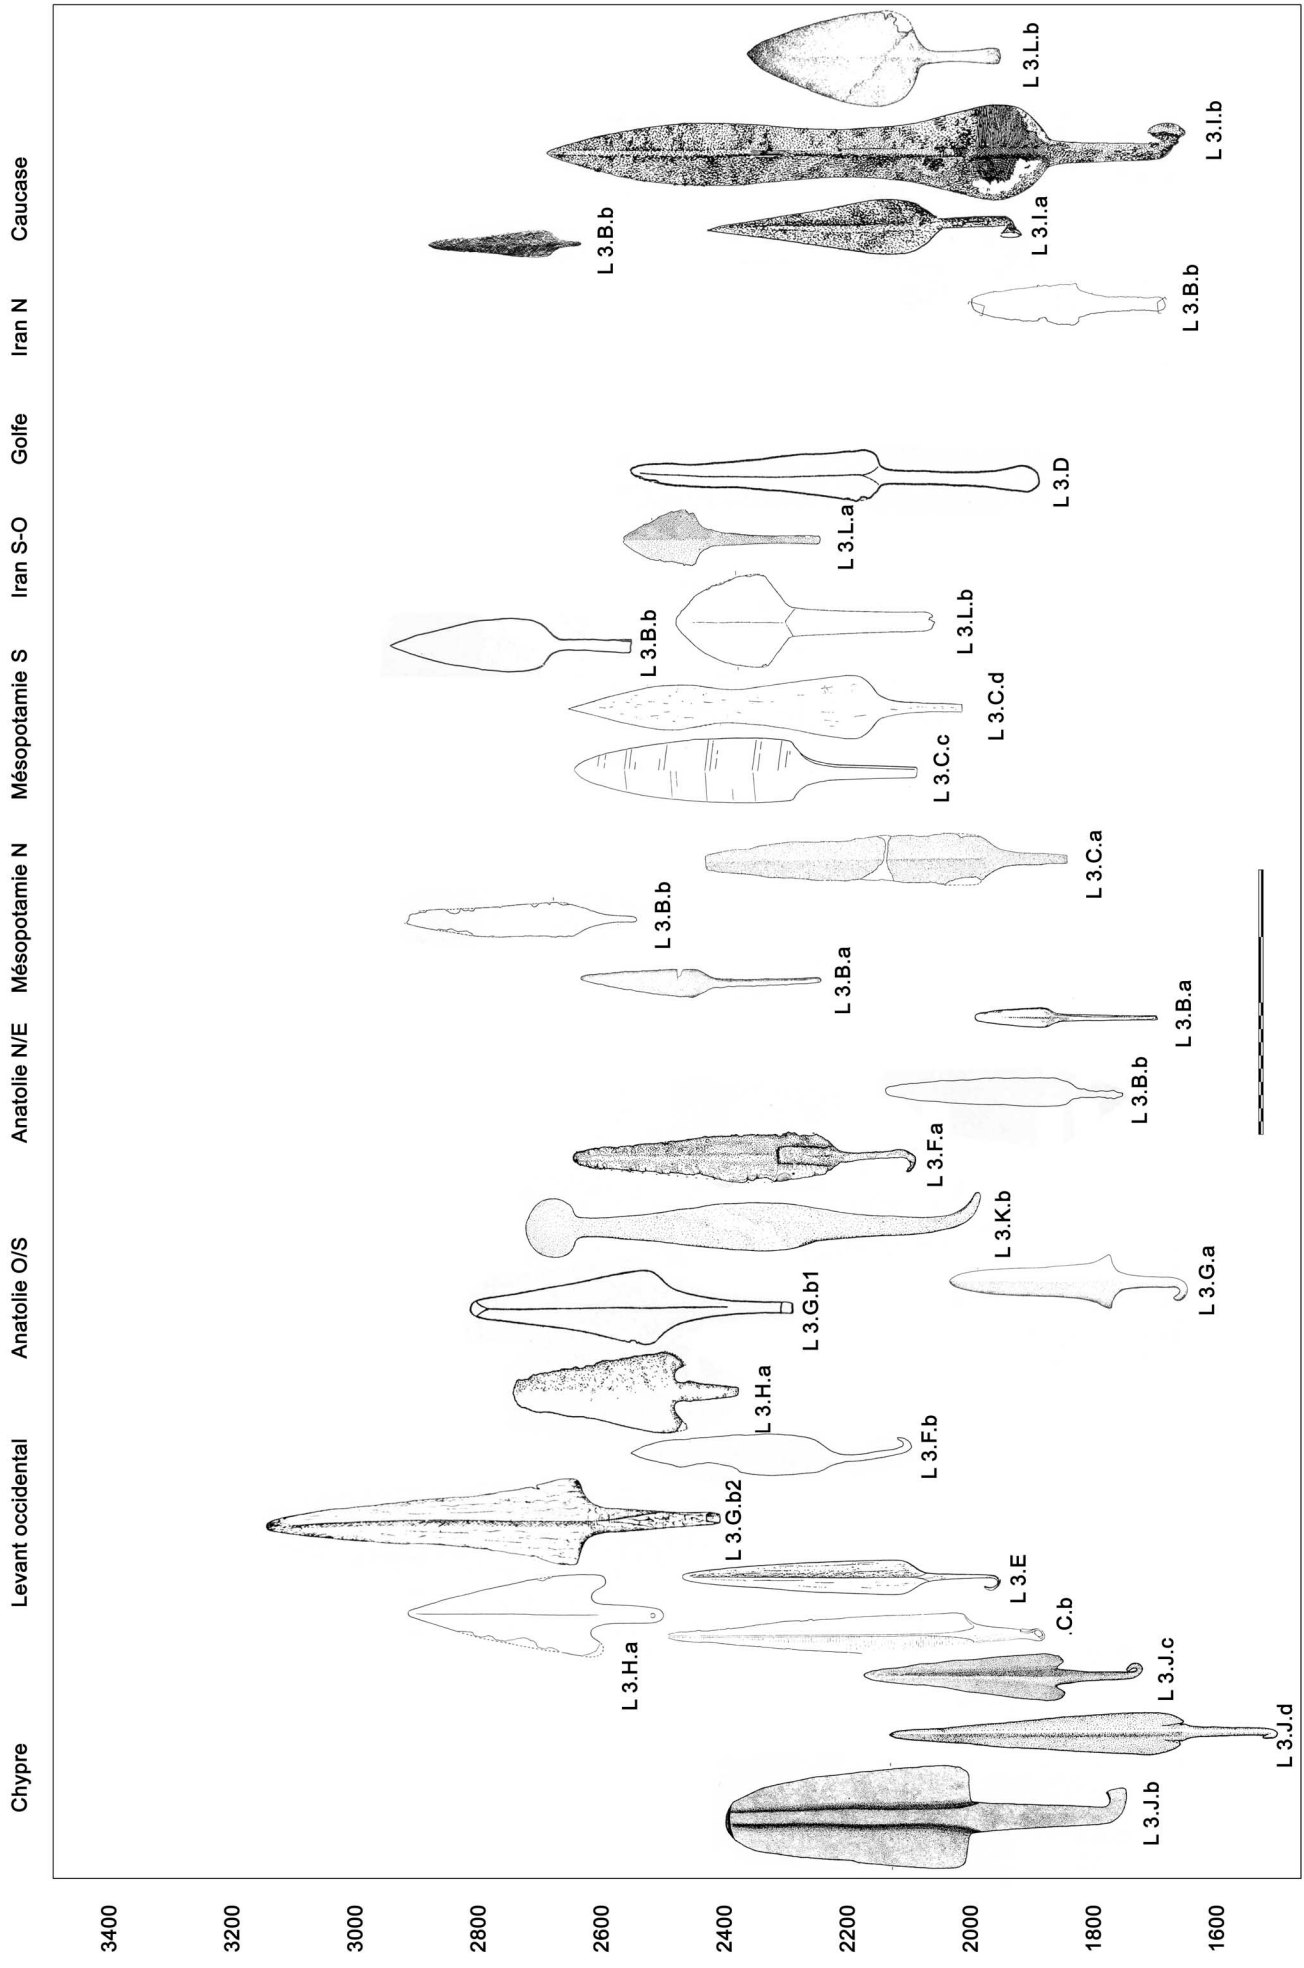 Chypre
Levant occidental
Anatolie O/S
Anatolie N/E
Mésopotamie N
Mésopotamie S
Iran S-O
Golfe
Iran N
Caucase
3400
3200
3000
2800
2600
2400
2200
2000
1800
1600
L 3.J.b
L 3.J.d
L 3.J.c
.C.b
L 3.H.a
L 3.E
L 3.G.b2
L 3.F.b
L 3.H.a
L 3.G.b1
L 3.G.a
L 3.K.b
L 3.F.a
L 3.B.b
L 3.B.a
L 3.B.a
L 3.B.b
L 3.C.a
L 3.C.c
L 3.C.d
L 3.B.b
L 3.L.b
L 3.L.a
L 3.D
L 3.B.b
L 3.B.b
L 3.I.a
L 3.I.b
L 3.L.b